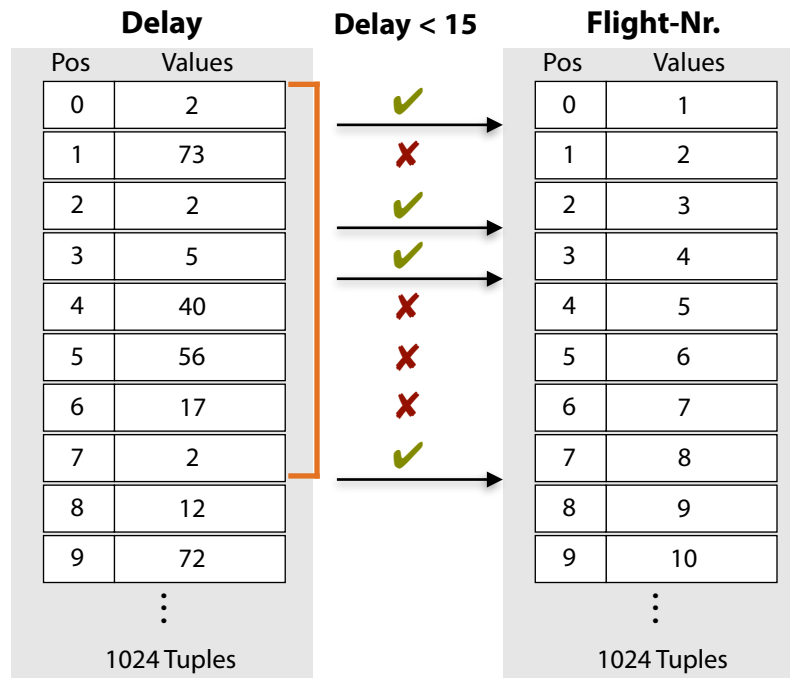 Delay Delay < 15 Flight-Nr.
Pos Values Pos Values
0 2 ✔ 0 1
1 73 ✘ 1 2
2 2 ✔ 2 3
3 5 ✔ 3 4
4 40 ✘ 4 5
5 56 ✘ 5 6
6 17 ✘ 6 7
7 2 ✔ 7 8
8 12 8 9
9 72 9 10
⋮ ⋮
1024 Tuples 1024 Tuples